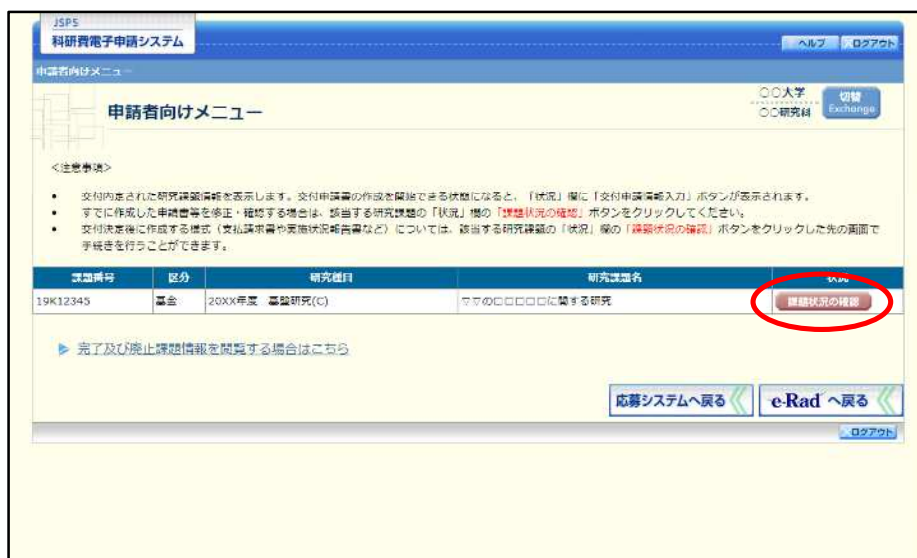 JSPS
科研費電子申請システム
ヘルプ ログアウト
申請者向けメニュー
〇〇大学
申請者向けメニュー
切替
Exchange
〇〇研究科
<注意事項>
• 交付内定された研究課題情報を表示します。交付申請書の作成を開始できる状態になると、「状況」欄に「交付申請情報入力」ボタンが表示されます。
• すでに作成した申請書等を修正・確認する場合は、該当する研究課題の「状況」欄の「課題状況の確認」ボタンをクリックしてください。
• 交付決定後に作成する様式（支払請求書や実施状況報告書など）については、該当する研究課題の「状況」欄の「課題状況の確認」ボタンをクリックした先の画面で
手続きを行うことができます。
課題番号 区分 研究種目 研究課題名 状況
19K12345 基金 20XX年度 基盤研究(C) ▽▽の□□□□□に関する研究 課題状況の確認
完了及び廃止課題情報を閲覧する場合はこちら
応募システムへ戻る e-Rad へ戻る
ログアウト